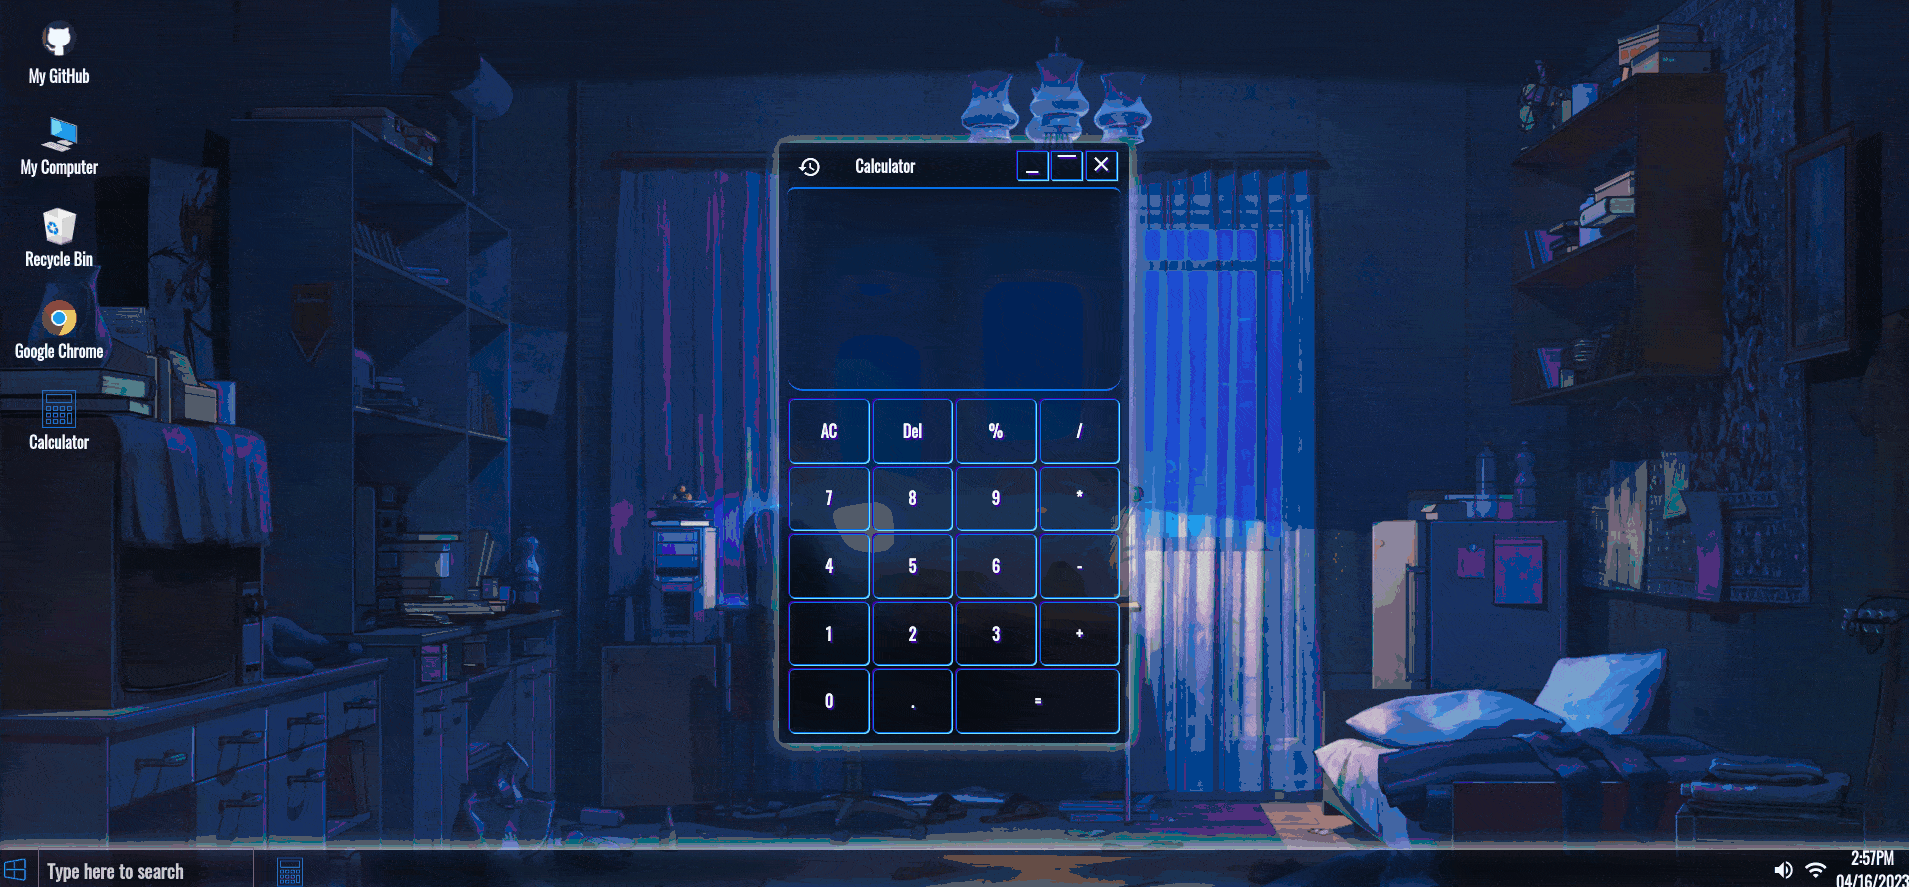 My GitHub
My Computer
Recycle Bin
Google Chrome
Calculator
Calculator
AC Del % /
7 8 9 *
4 5 6 -
1 2 3 +
0 . =
Type here to search
2:57PM
04/16/2023